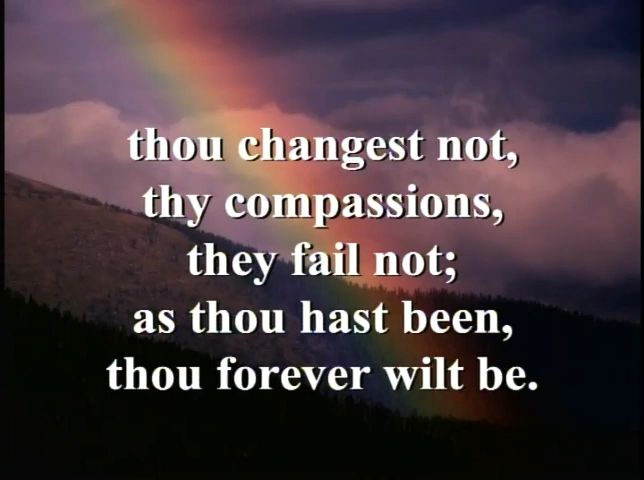 thou changest not,
thy compassions,
they fail not;
as thou hast been,
thou forever wilt be.